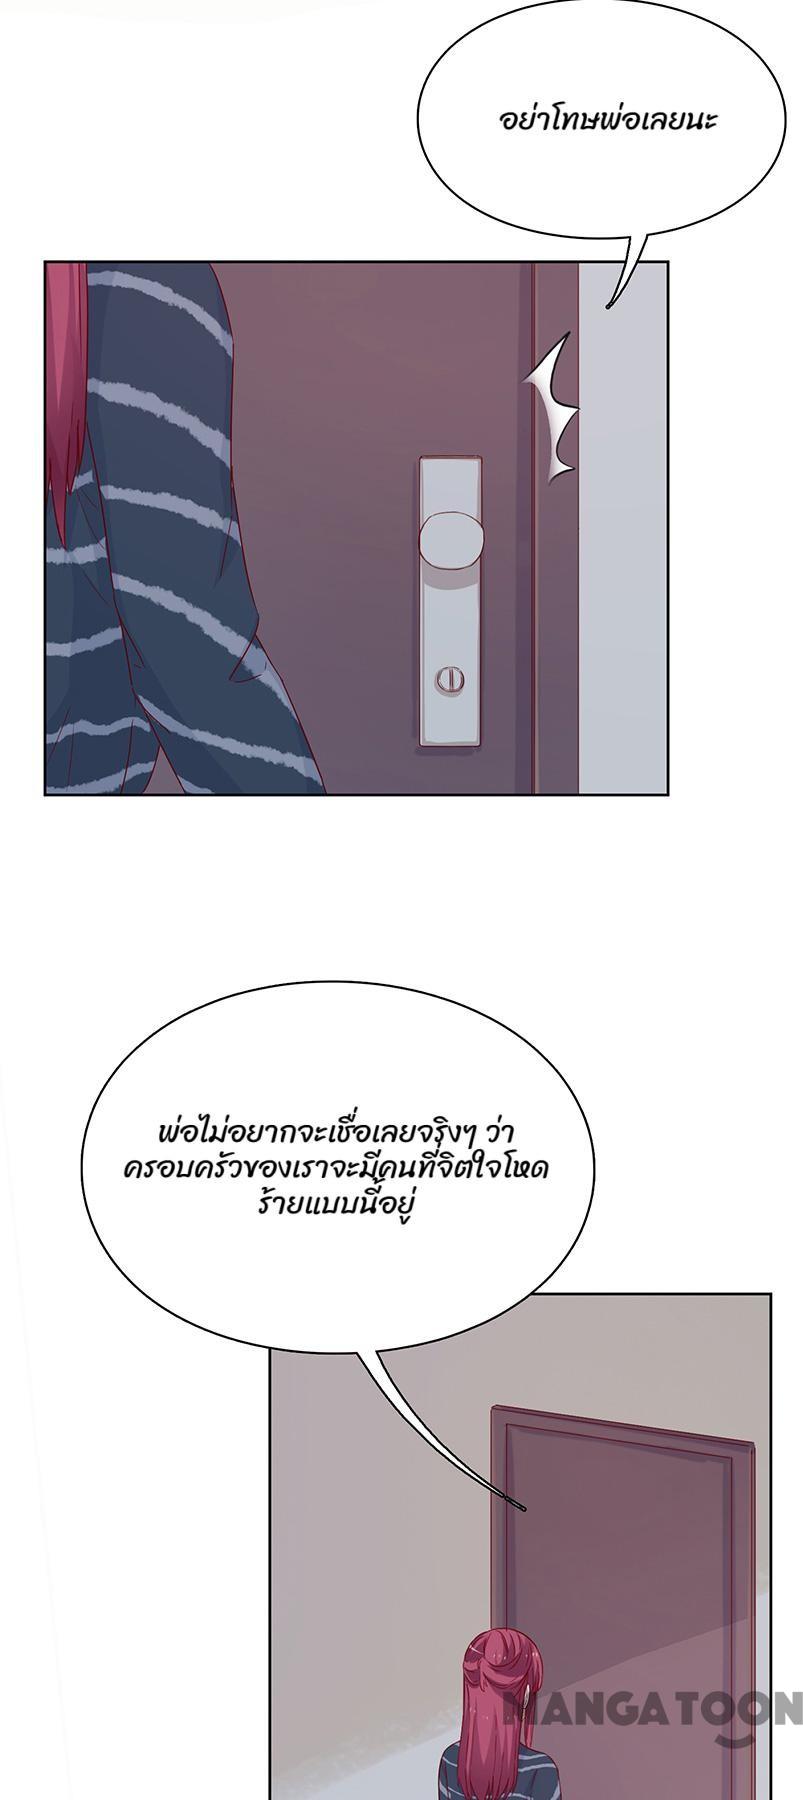 อย่าโทษพ่อเลยนะ
พ่อไม่อยากจะเชื่อเลยจริงๆ ว่า
ครอบครัวของเราจะมีคนที่จิตใจโหด
ร้ายแบบนี้อยู่
MANGATOON